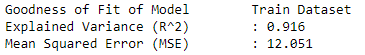 Goodness of Fit of Model        Train Dataset
Explained Variance (R^2)        : 0.916
Mean Squared Error (MSE)        : 12.051